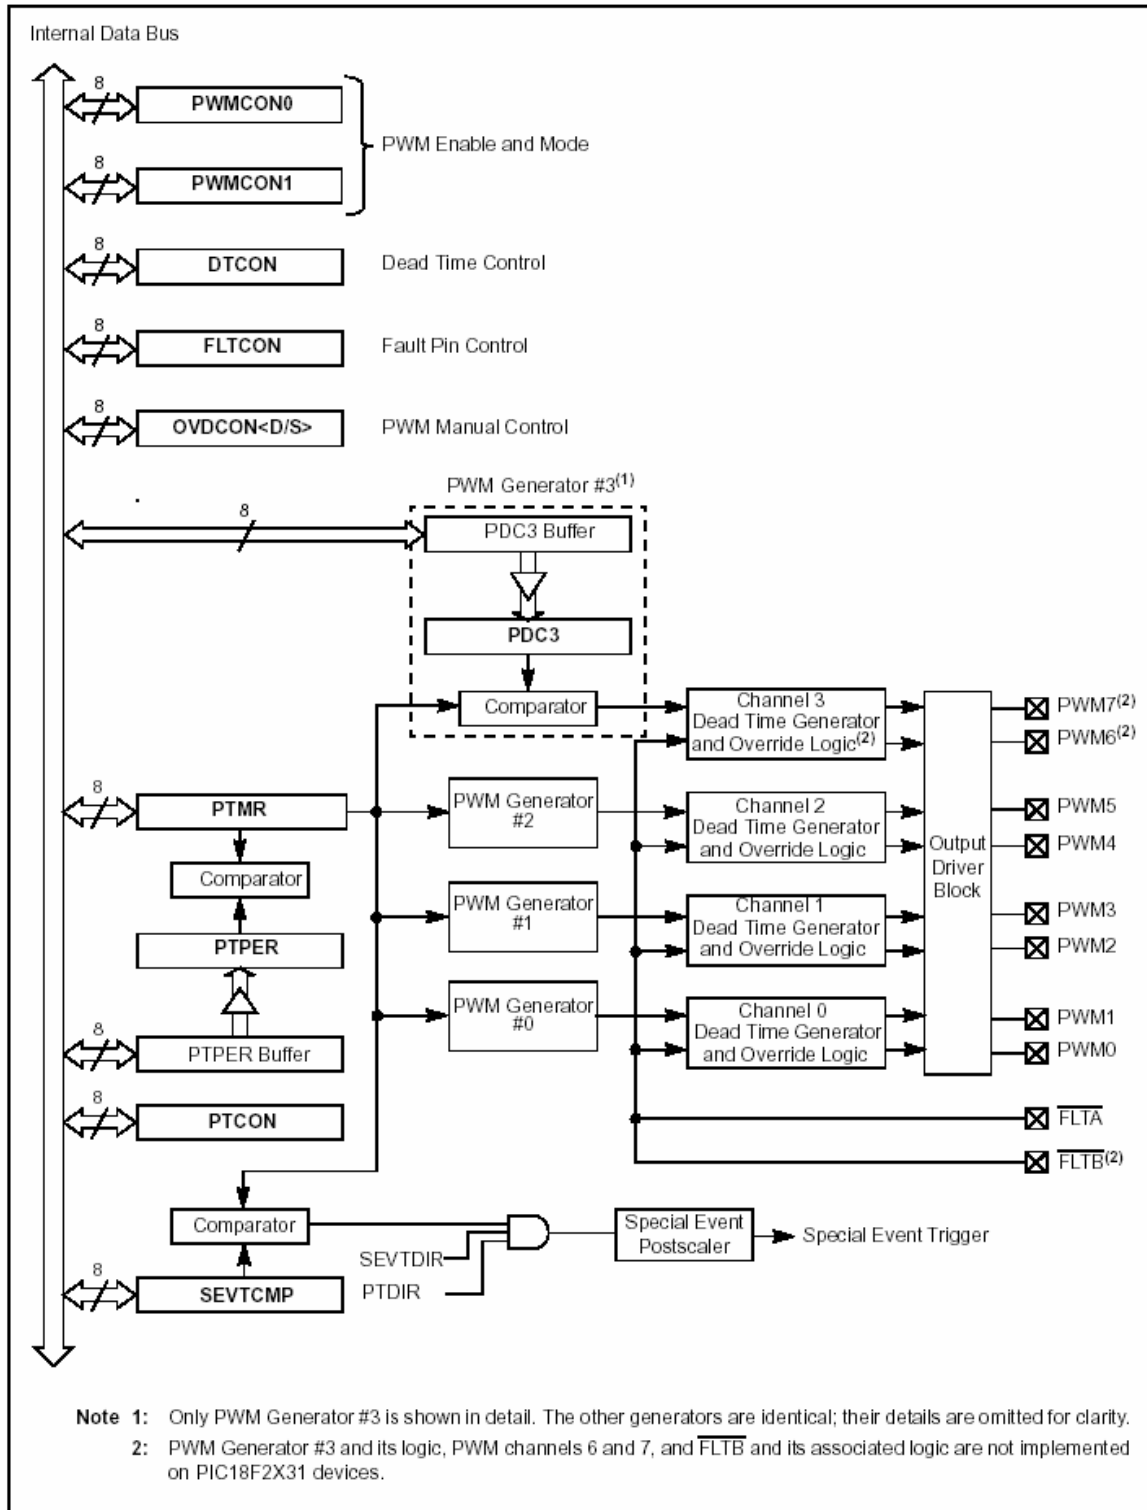 Internal Data Bus
8
PWMCON0
PWM Enable and Mode
8
PWMCON1
8
DTCON
Dead Time Control
8
FLTCON
Fault Pin Control
8
OVDCON<D/S>
PWM Manual Control
PWM Generator #3(1)
8
PDC3 Buffer
PDC3
Comparator
Channel 3
Dead Time Generator
and Override Logic(2)
PWM7(2)
PWM6(2)
8
PTMR
PWM Generator
#2
Channel 2
Dead Time Generator
and Override Logic
PWM5
PWM4
Output
Driver
Block
Comparator
PWM Generator
#1
Channel 1
Dead Time Generator
and Override Logic
PWM3
PWM2
PTPER
PWM Generator
#0
Channel 0
Dead Time Generator
and Override Logic
PWM1
PWM0
8
PTPER Buffer
8
PTCON
FLTA
FLTB(2)
Comparator
SEVTDIR
PTDIR
Special Event
Postscaler
Special Event Trigger
8
SEVTCMP
Note 1: Only PWM Generator #3 is shown in detail. The other generators are identical; their details are omitted for clarity.
2: PWM Generator #3 and its logic, PWM channels 6 and 7, and FLTB and its associated logic are not implemented
on PIC18F2X31 devices.